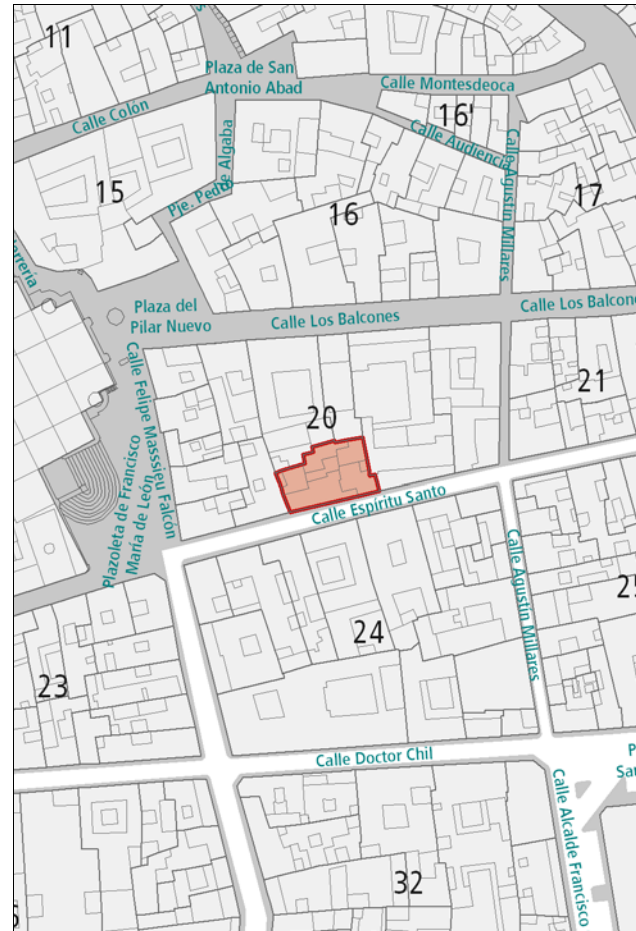 11
Plaza de San
Antonio Abad
Calle Montesdeoca
16'
Calle Colón
Calle Audiencia
Calle Agustín Millares
Pje. Pedro
de Algaba
15
16
17
Plaza del
Pilar Nuevo
Calle Los Balcones
Calle Los Balcone
21
20
Calle Felipe Masssieu Falcón
Plazoleta de Francisco
María de León
Calle Espíritu Santo
Calle Agustín Millares
24
23
Calle Doctor Chil
Calle Alcalde Francisco
32